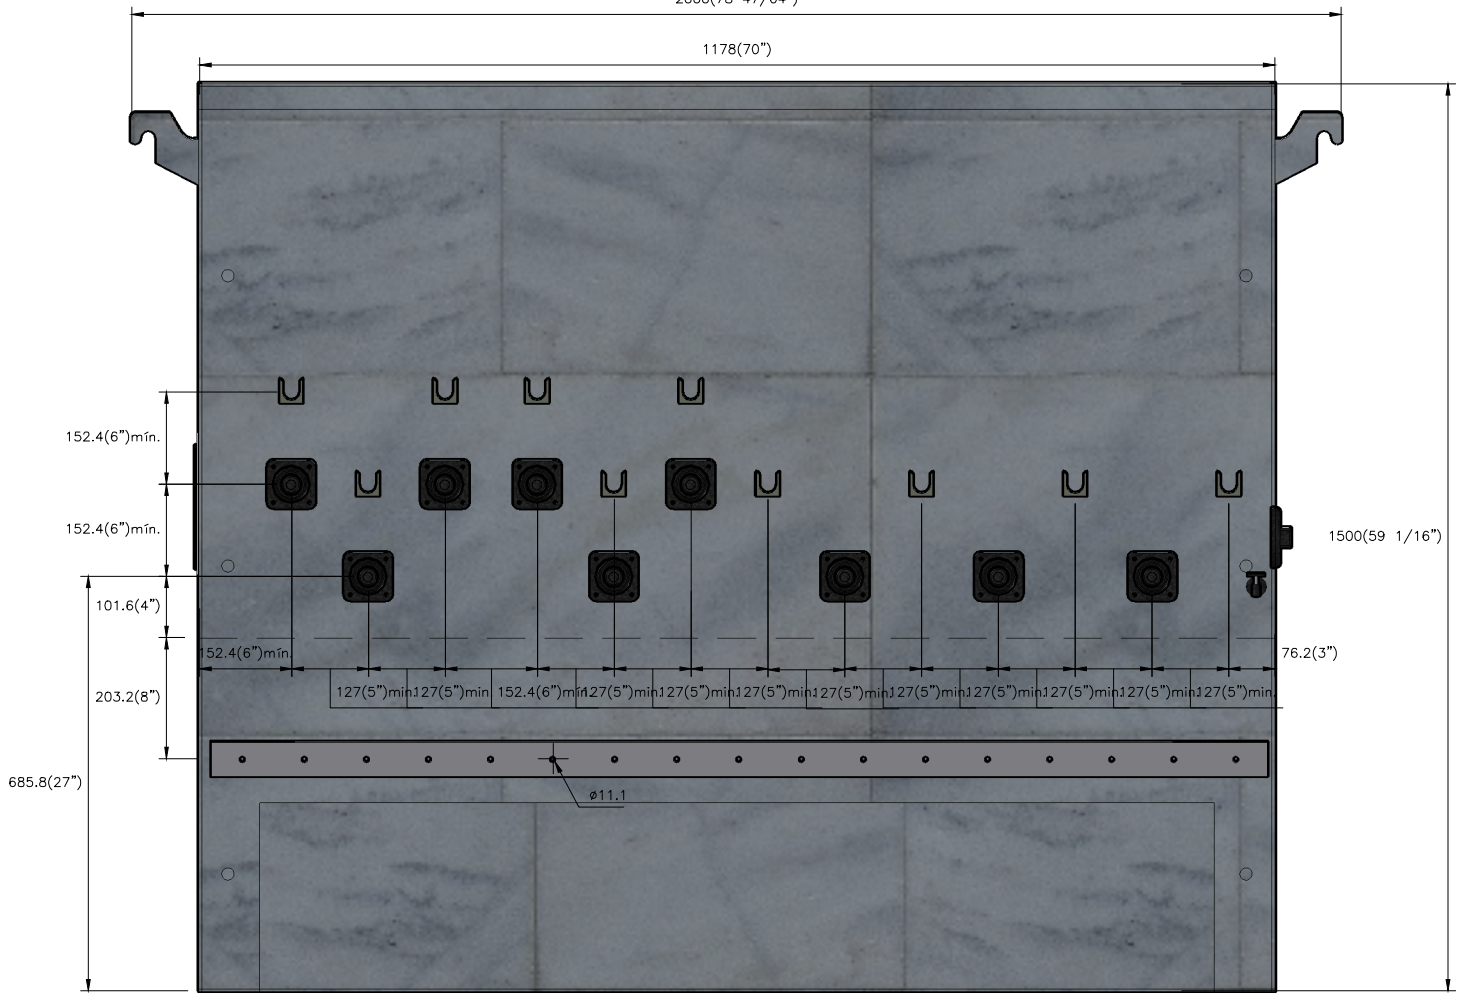 1178(70")
152.4(6")mín.
152.4(6")mín.
1500(59 1/16")
101.6(4")
152.4(6")mín.
76.2(3")
203.2(8")
127(5")min.
127(5")min.
152.4(6")min.
127(5")min.
127(5")min.
127(5")min.
127(5")min.
127(5")min.
127(5")min.
127(5")min.
127(5")min.
127(5")min.
685.8(27")
ø11.1